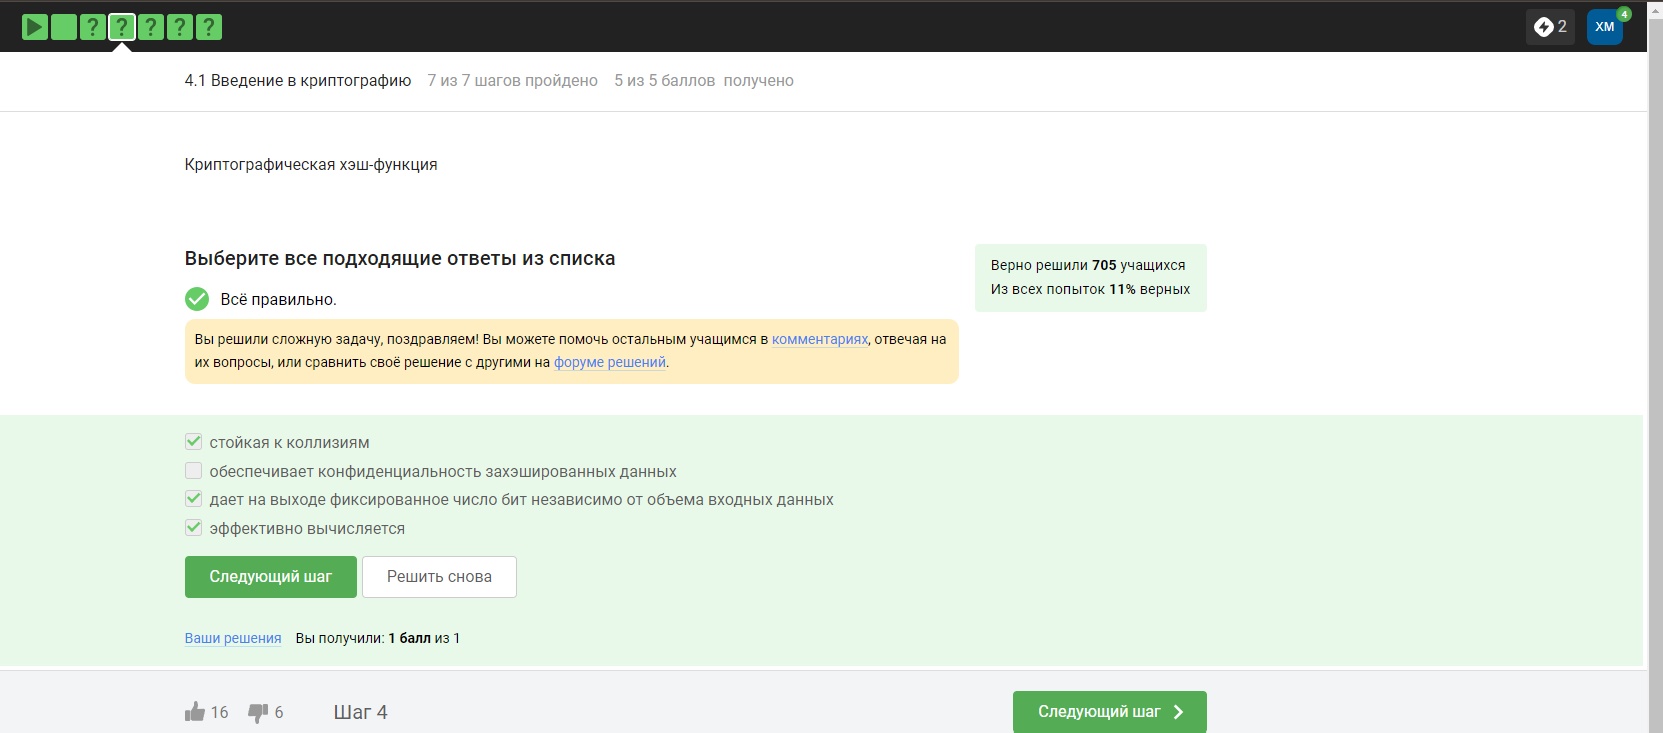 ? ? ? ? ?
2
XM
4
4.1 Введение в криптографию 7 из 7 шагов пройдено 5 из 5 баллов получено
Криптографическая хэш-функция
Выберите все подходящие ответы из списка
Всё правильно.
Вы решили сложную задачу, поздравляем! Вы можете помочь остальным учащимся в комментариях, отвечая на
их вопросы, или сравнить своё решение с другими на форуме решений.
Верно решили 705 учащихся
Из всех попыток 11% верных
стойкая к коллизиям
обеспечивает конфиденциальность захэшированных данных
дает на выходе фиксированное число бит независимо от объема входных данных
эффективно вычисляется
Следующий шаг Решить снова
Ваши решения Вы получили: 1 балл из 1
16 6 Шаг 4 Следующий шаг